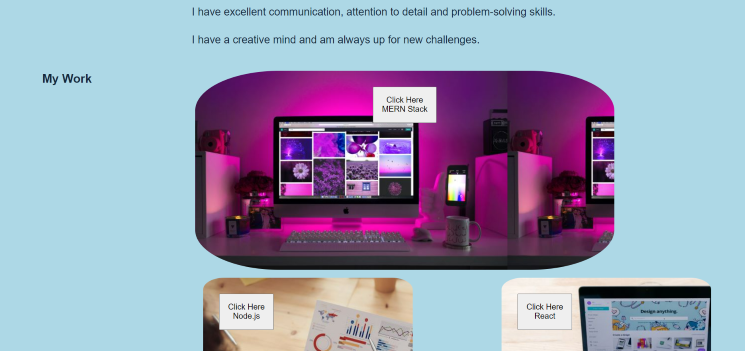 I have excellent communication, attention to detail and problem-solving skills.
I have a creative mind and am always up for new challenges.
My Work
Click Here
MERN Stack
Click Here
Node.js
Click Here
React
Design anything.